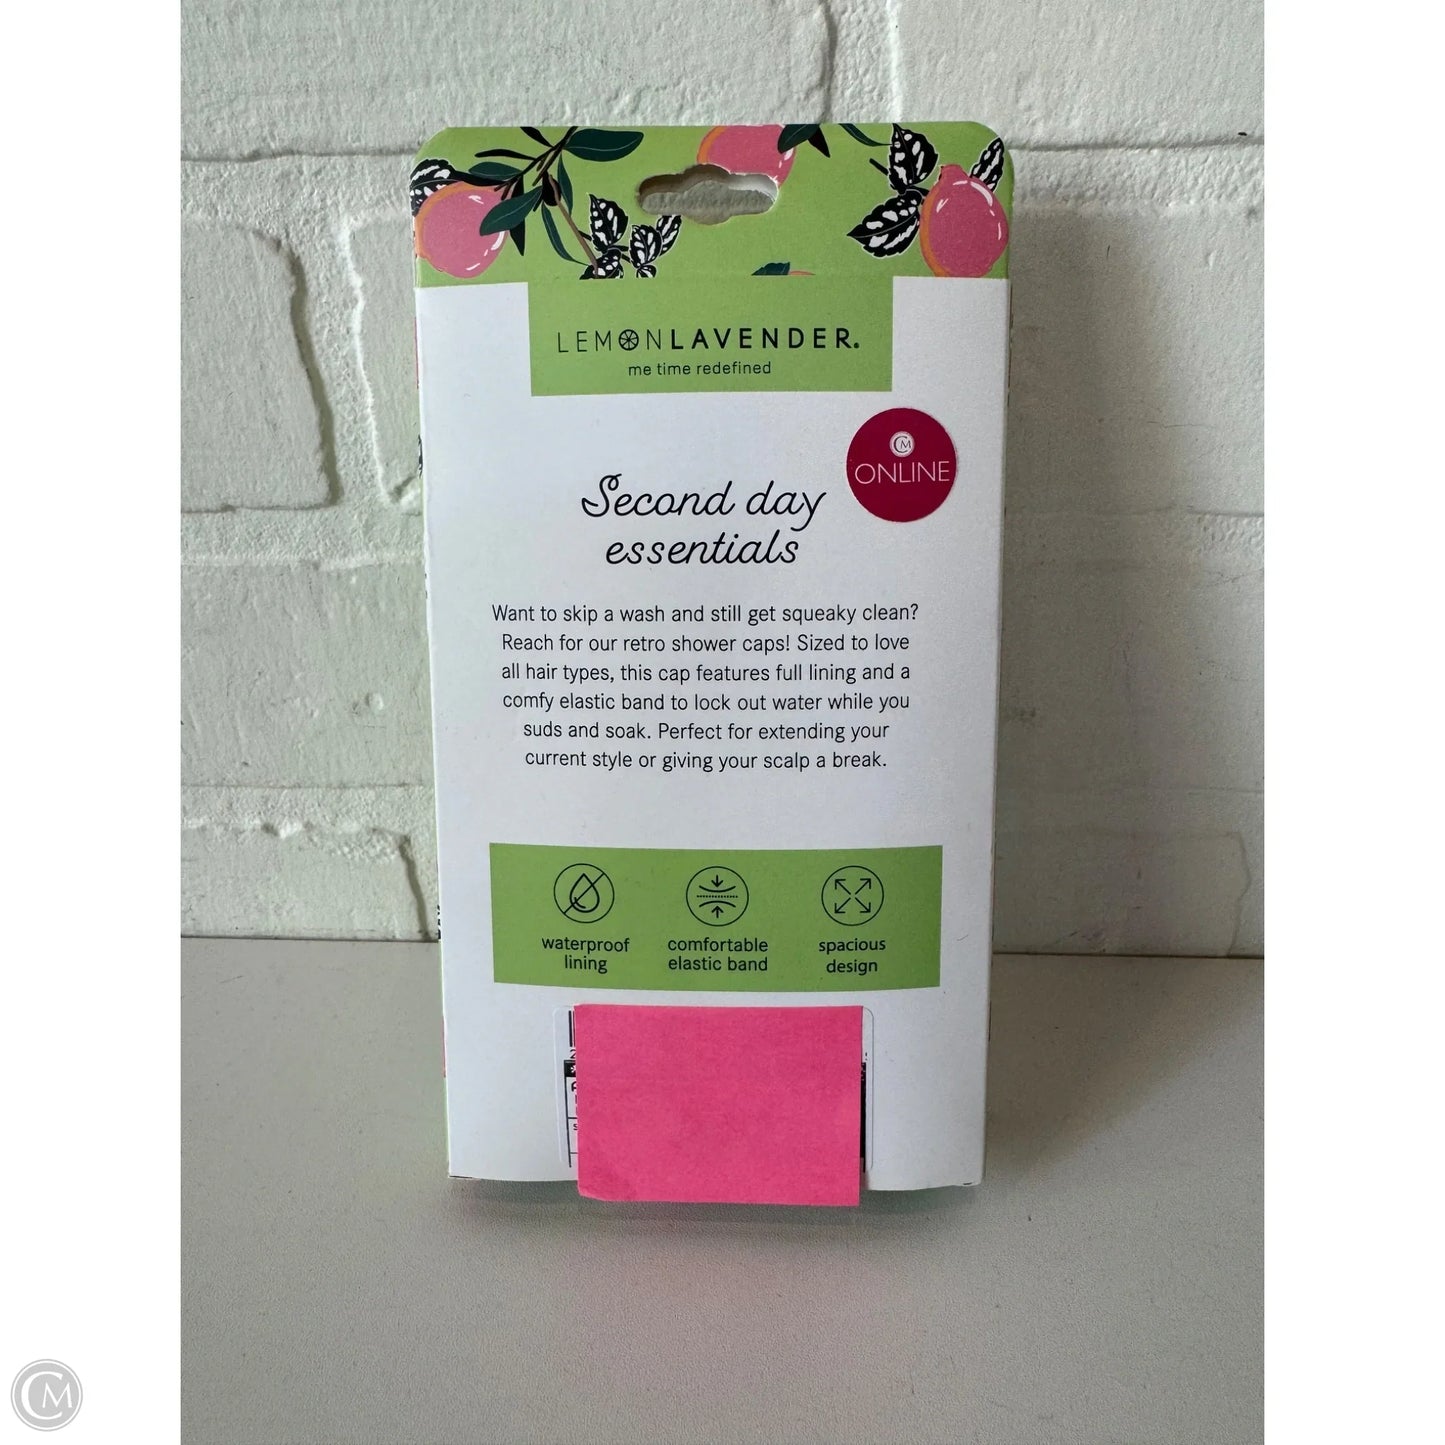 LEMONLAVENDER.
me time redefined
CM
ONLINE
Second day
essentials
Want to skip a wash and still get squeaky clean?
Reach for our retro shower caps! Sized to love
all hair types, this cap features full lining and a
comfy elastic band to lock out water while you
suds and soak. Perfect for extending your
current style or giving your scalp a break.
waterproof
lining
comfortable
elastic band
spacious
design
CM